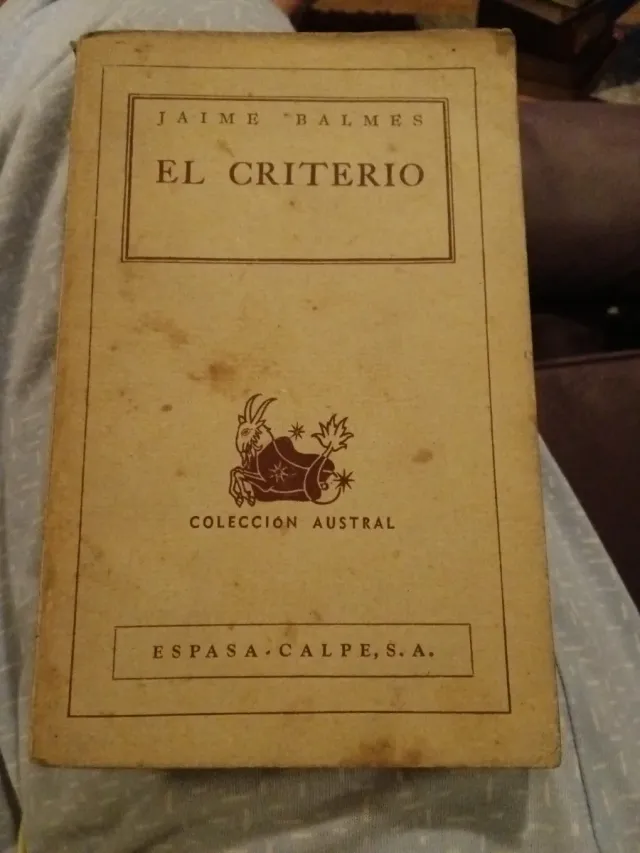 JAIME BALMES
EL CRITERIO
COLECCIÓN AUSTRAL
ESPASA-CALPE, S. A.